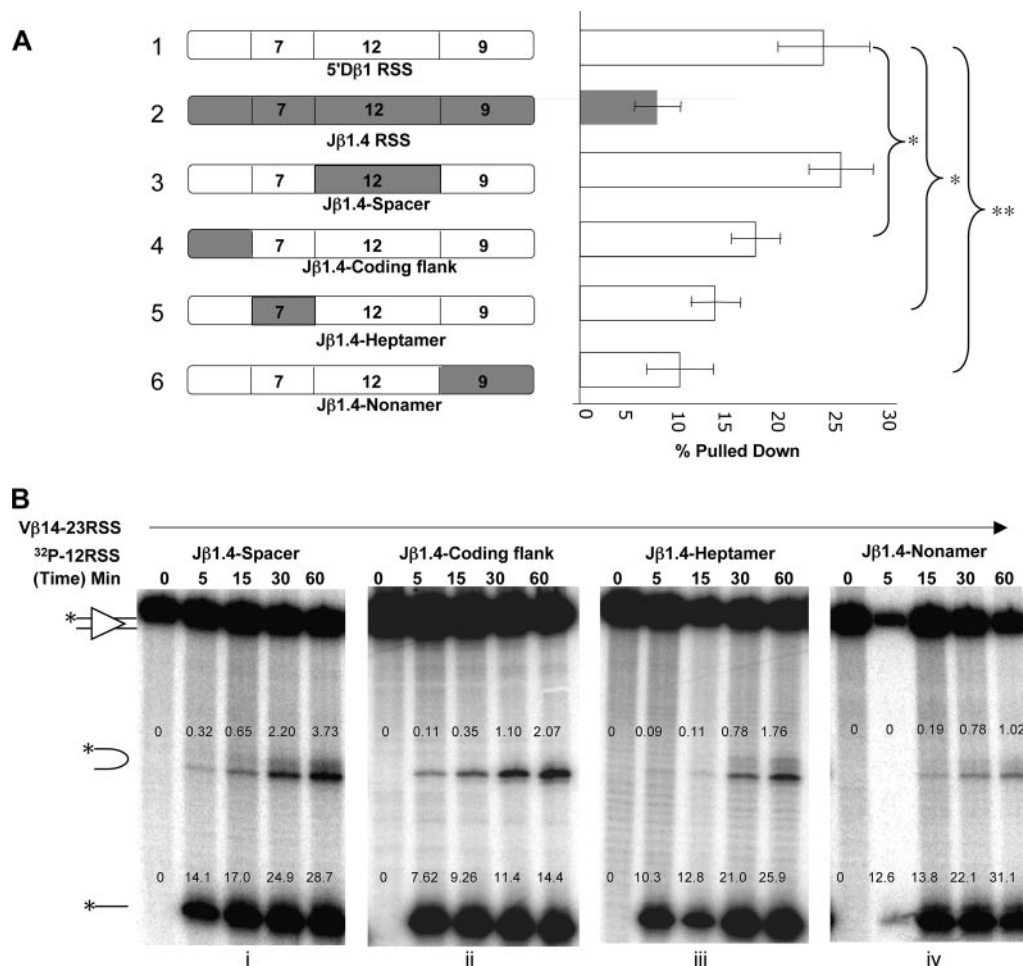 A
1
7 12 9
5'Dβ1 RSS
2
7 12 9
Jβ1.4 RSS
3
7 12 9
Jβ1.4-Spacer
4
7 12 9
Jβ1.4-Coding flank
5
7 12 9
Jβ1.4-Heptamer
6
7 12 9
Jβ1.4-Nonamer
* * **
0 5 10 15 20 25 30
% Pulled Down
B
Vβ14-23RSS
³²P-12RSS Jβ1.4-Spacer Jβ1.4-Coding flank Jβ1.4-Heptamer Jβ1.4-Nonamer
(Time) Min 0 5 15 30 60 0 5 15 30 60 0 5 15 30 60 0 5 15 30 60
*
0 0.32 0.65 2.20 3.73 0 0.11 0.35 1.10 2.07 0 0.09 0.11 0.78 1.76 0 0 0.19 0.78 1.02
*
0 14.1 17.0 24.9 28.7 0 7.62 9.26 11.4 14.4 0 10.3 12.8 21.0 25.9 0 12.6 13.8 22.1 31.1
*
i ii iii iv